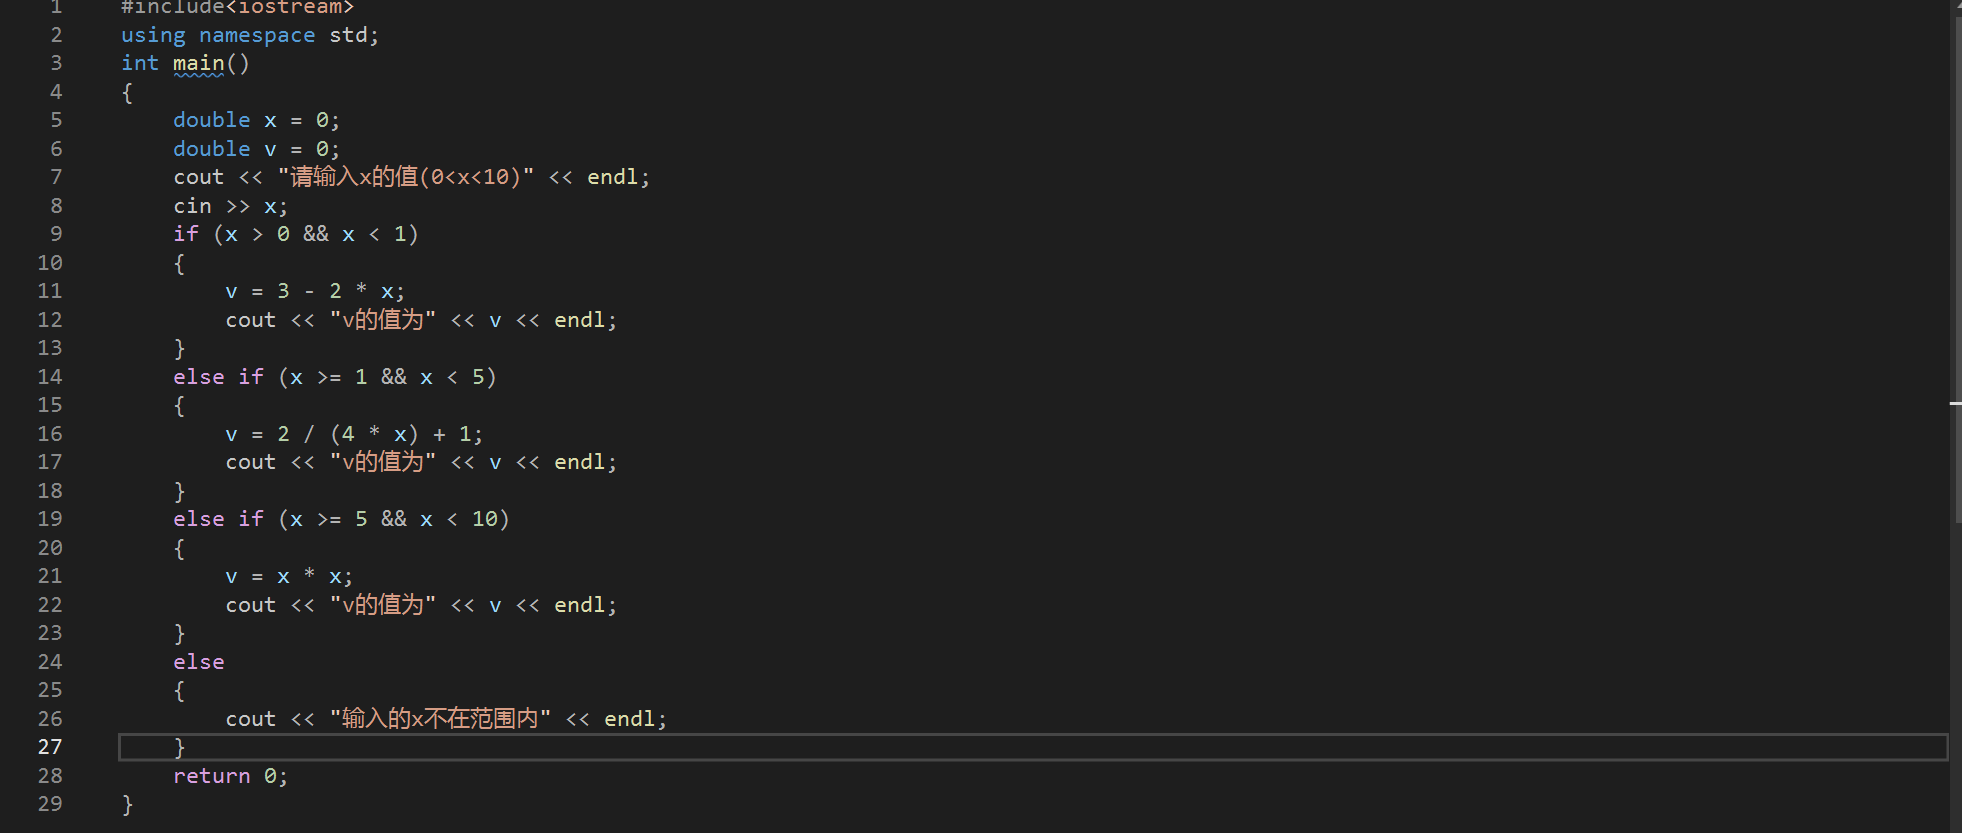 1 #include<iostream>
2 using namespace std;
3 int main()
4 {
5 double x = 0;
6 double v = 0;
7 cout << "请输入x的值(0<x<10)" << endl;
8 cin >> x;
9 if (x > 0 && x < 1)
10 {
11 v = 3 - 2 * x;
12 cout << "v的值为" << v << endl;
13 }
14 else if (x >= 1 && x < 5)
15 {
16 v = 2 / (4 * x) + 1;
17 cout << "v的值为" << v << endl;
18 }
19 else if (x >= 5 && x < 10)
20 {
21 v = x * x;
22 cout << "v的值为" << v << endl;
23 }
24 else
25 {
26 cout << "输入的x不在范围内" << endl;
27 }
28 return 0;
29 }